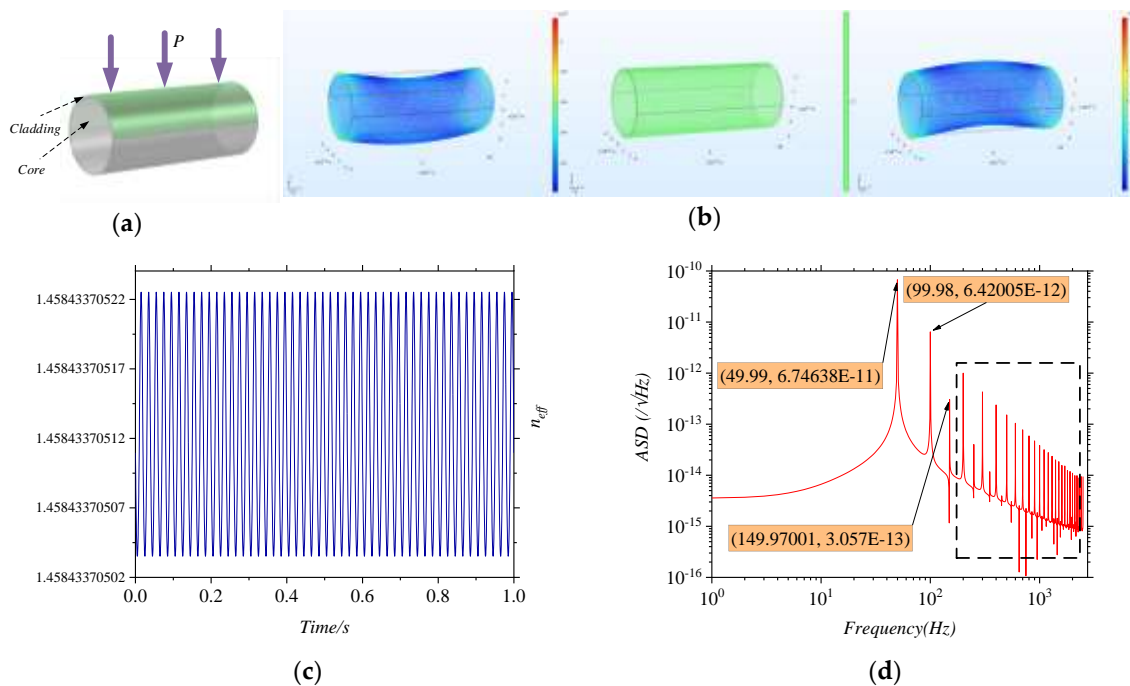 P
Cladding
Core
(a)
(b)
1.45843370522
1.45843370517
1.45843370512
1.45843370507
1.45843370502
0.0 0.2 0.4 0.6 0.8 1.0
Time/s
n_eff
(c)
10^-10
10^-11
10^-12
10^-13
10^-14
10^-15
10^-16
ASD (/√Hz)
(99.98, 6.42005E-12)
(49.99, 6.74638E-11)
(149.97001, 3.057E-13)
10^0 10^1 10^2 10^3
Frequency(Hz)
(d)